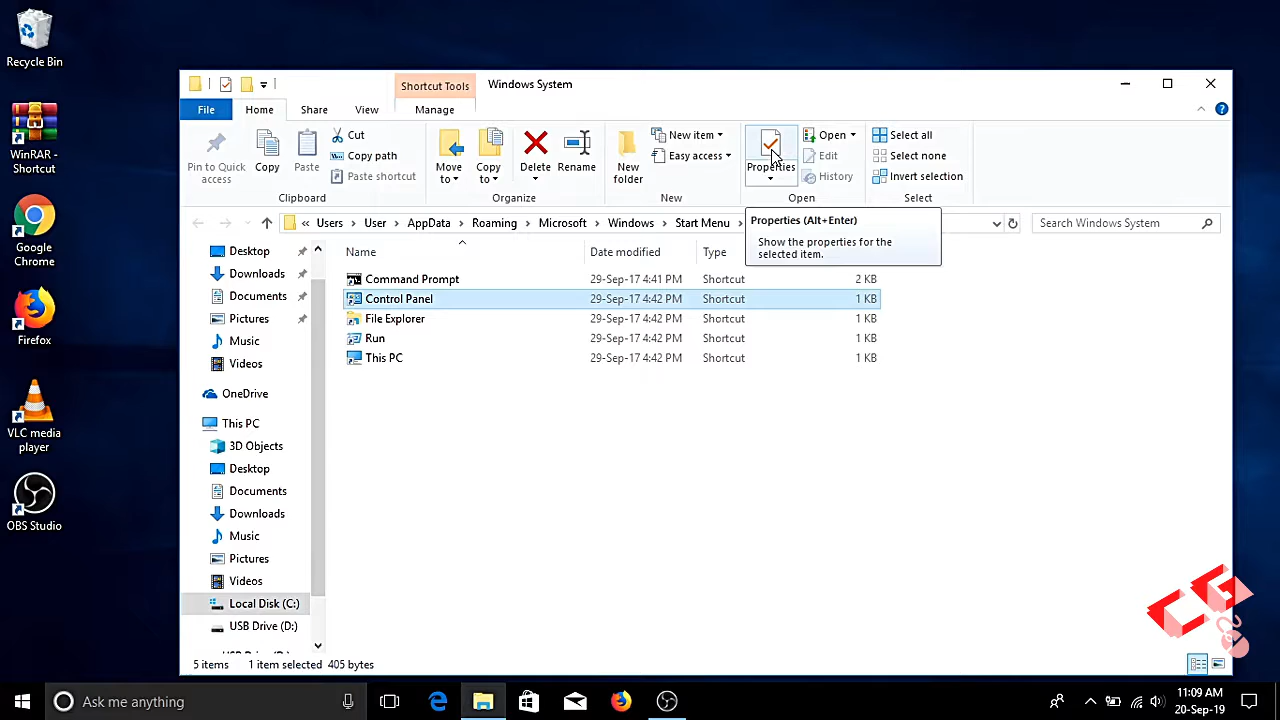 Recycle Bin
WinRAR -
Shortcut
Google
Chrome
Firefox
VLC media
player
OBS Studio
Shortcut Tools
Windows System
File
Home
Share
View
Manage
Pin to Quick
access
Copy
Paste
Cut
Copy path
Paste shortcut
Clipboard
Move
to
Copy
to
Delete
Rename
Organize
New
folder
New item
Easy access
New
Properties
Open
Edit
History
Open
Select all
Select none
Invert selection
Select
« Users > User > AppData > Roaming > Microsoft > Windows > Start Menu >
Search Windows System
Properties (Alt+Enter)
Show the properties for the
selected item.
Name Date modified Type
Command Prompt 29-Sep-17 4:41 PM Shortcut 2 KB
Control Panel 29-Sep-17 4:42 PM Shortcut 1 KB
File Explorer 29-Sep-17 4:42 PM Shortcut 1 KB
Run 29-Sep-17 4:42 PM Shortcut 1 KB
This PC 29-Sep-17 4:42 PM Shortcut 1 KB
Desktop
Downloads
Documents
Pictures
Music
Videos
OneDrive
This PC
3D Objects
Desktop
Documents
Downloads
Music
Pictures
Videos
Local Disk (C:)
USB Drive (D:)
5 items 1 item selected 405 bytes
CG
Ask me anything
11:09 AM
20-Sep-19